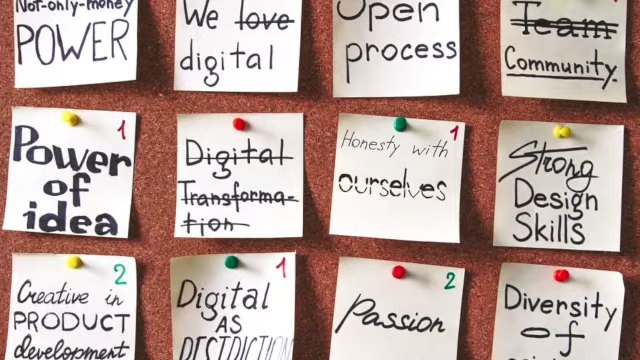 Not-only-money
POWER
We love
digital
Open
process
Team
Community.
1
Power
of
idea
Digital
Transforma-
tion
1
Honesty with
ourselves
Strong
Design
Skills
2
Creative in
PRODUCT
development
1
Digital
AS
2
Passion
Diversity
of